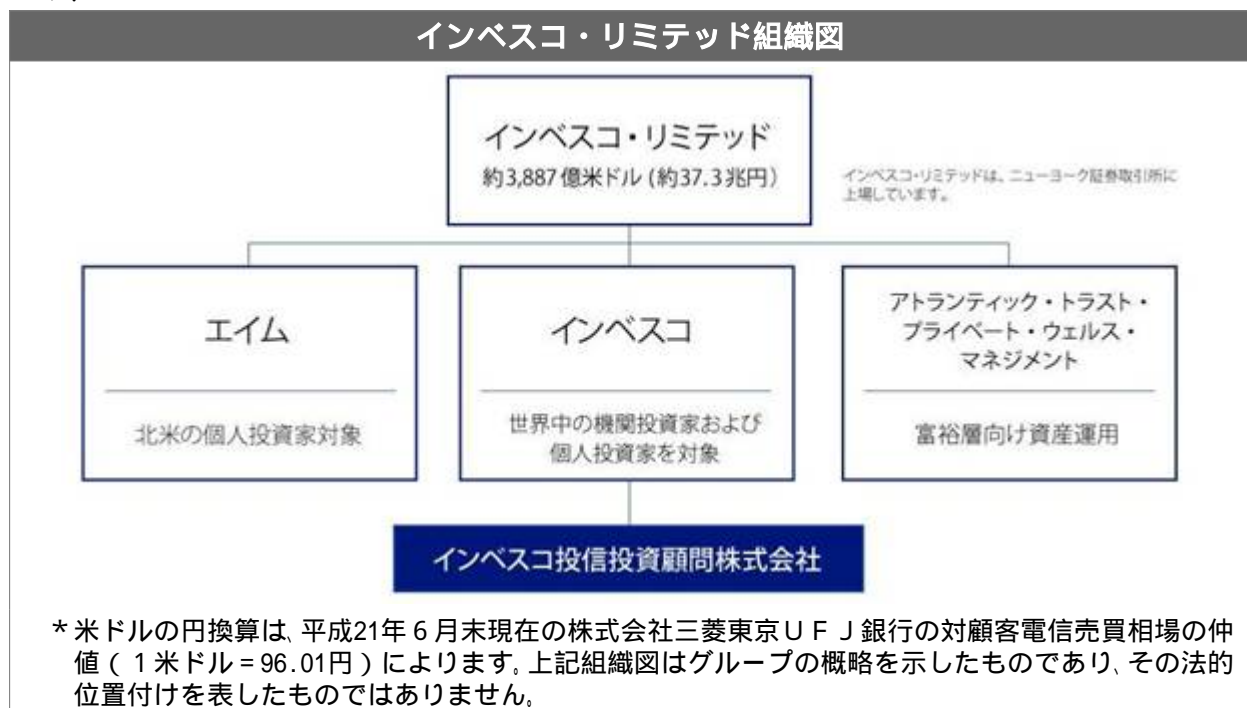 インベスコ・リミテッド組織図
インベスコ・リミテッド
約3,887億米ドル (約37.3兆円)
インベスコ・リミテッドは、ニューヨーク証券取引所に
上場しています。
エイム
北米の個人投資家対象
インベスコ
世界中の機関投資家および
個人投資家を対象
アトランティック・トラスト・
プライベート・ウェルス・
マネジメント
富裕層向け資産運用
インベスコ投信投資顧問株式会社
*米ドルの円換算は、平成21年6月末現在の株式会社三菱東京UFJ銀行の対顧客電信売買相場の仲
値(1米ドル=96.01円)によります。上記組織図はグループの概略を示したものであり、その法的
位置付けを表したものではありません。